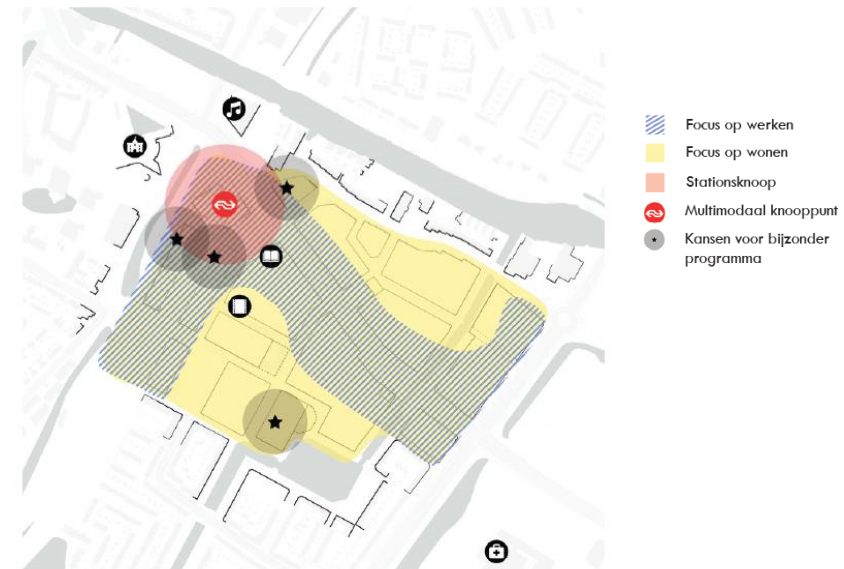 Focus op werken
Focus op wonen
Stationsknoop
Multimodaal knooppunt
Kansen voor bijzonder
programma